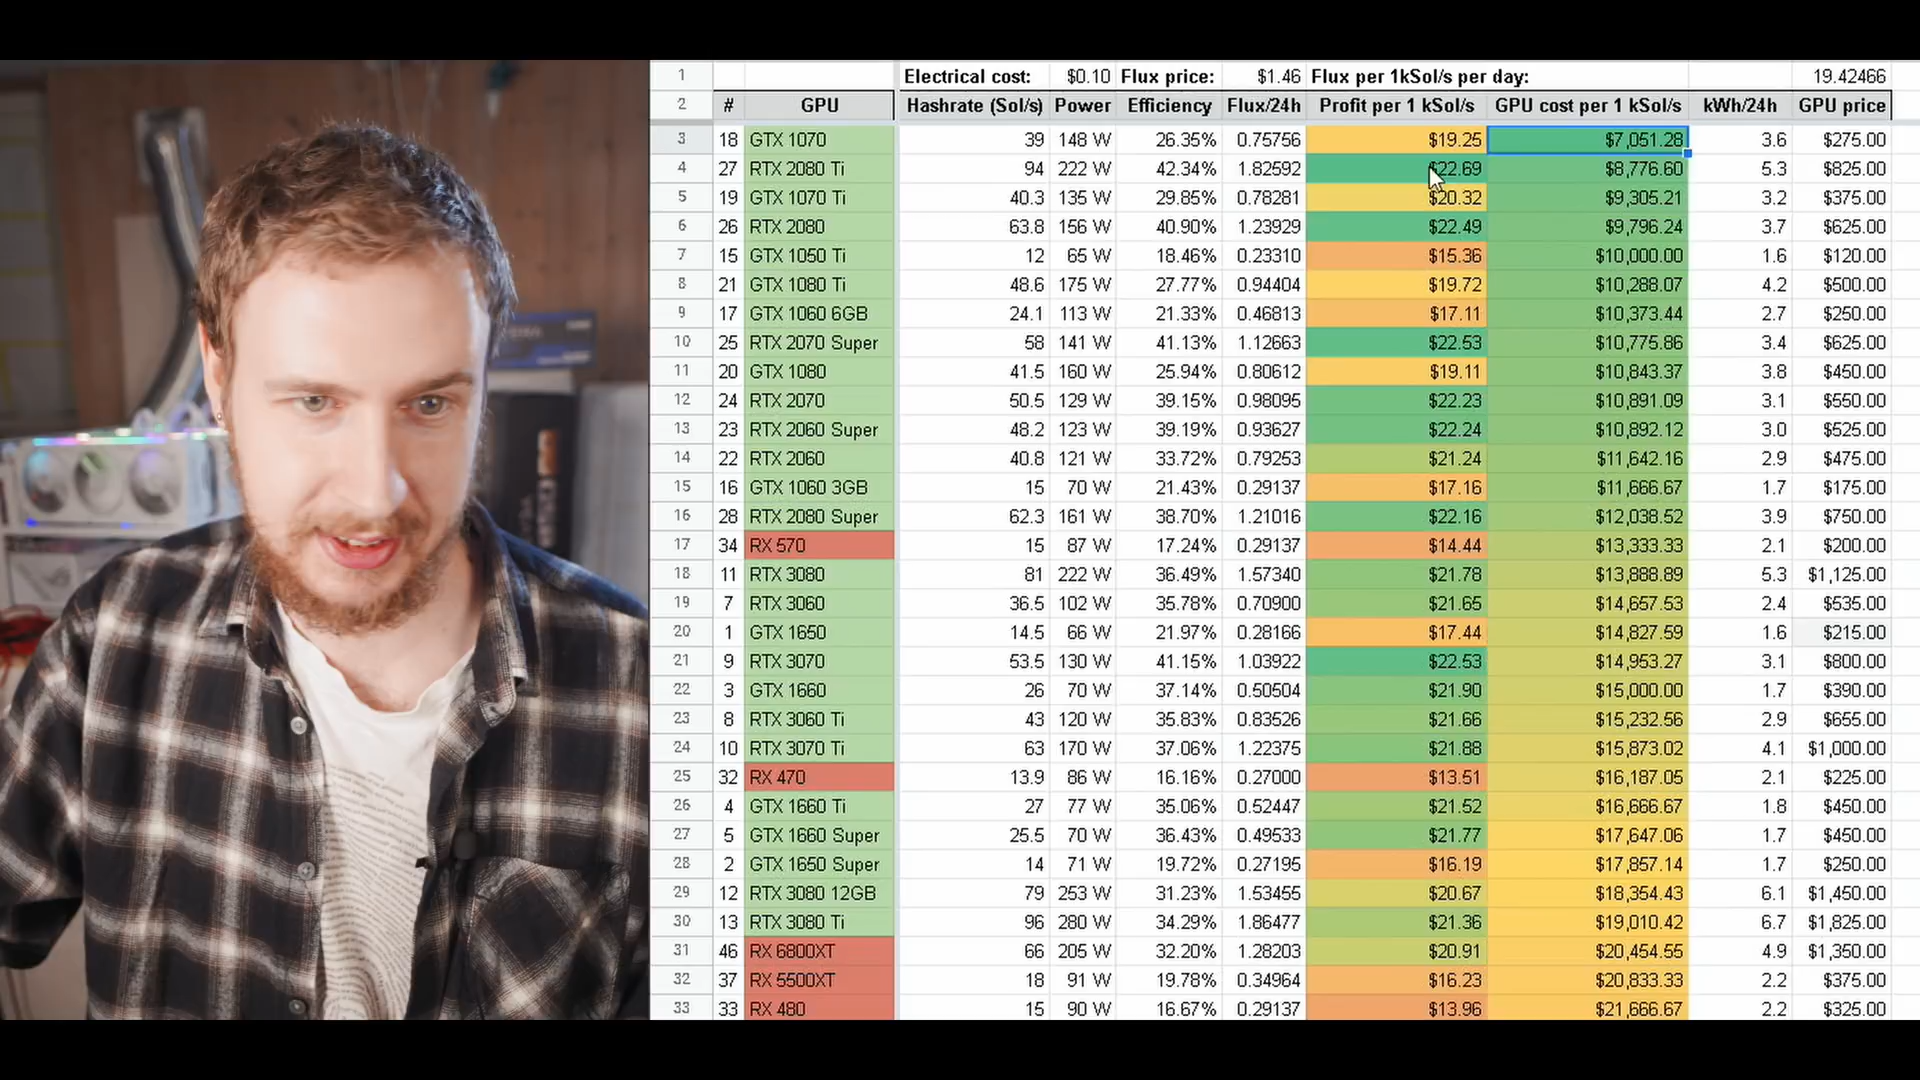 1 Electrical cost: $0.10 Flux price: $1.46 Flux per 1kSol/s per day: 19.42466
2 # GPU Hashrate (Sol/s) Power Efficiency Flux/24h Profit per 1 kSol/s GPU cost per 1 kSol/s kWh/24h GPU price
3 18 GTX 1070 39 148 W 26.35% 0.75756 $19.25 $7,051.28 3.6 $275.00
4 27 RTX 2080 Ti 94 222 W 42.34% 1.82592 $22.69 $8,776.60 5.3 $825.00
5 19 GTX 1070 Ti 40.3 135 W 29.85% 0.78281 $20.32 $9,305.21 3.2 $375.00
6 26 RTX 2080 63.8 156 W 40.90% 1.23929 $22.49 $9,796.24 3.7 $625.00
7 15 GTX 1050 Ti 12 65 W 18.46% 0.23310 $15.36 $10,000.00 1.6 $120.00
8 21 GTX 1080 Ti 48.6 175 W 27.77% 0.94404 $19.72 $10,288.07 4.2 $500.00
9 17 GTX 1060 6GB 24.1 113 W 21.33% 0.46813 $17.11 $10,373.44 2.7 $250.00
10 25 RTX 2070 Super 58 141 W 41.13% 1.12663 $22.53 $10,775.86 3.4 $625.00
11 20 GTX 1080 41.5 160 W 25.94% 0.80612 $19.11 $10,843.37 3.8 $450.00
12 24 RTX 2070 50.5 129 W 39.15% 0.98095 $22.23 $10,891.09 3.1 $550.00
13 23 RTX 2060 Super 48.2 123 W 39.19% 0.93627 $22.24 $10,892.12 3.0 $525.00
14 22 RTX 2060 40.8 121 W 33.72% 0.79253 $21.24 $11,642.16 2.9 $475.00
15 16 GTX 1060 3GB 15 70 W 21.43% 0.29137 $17.16 $11,666.67 1.7 $175.00
16 28 RTX 2080 Super 62.3 161 W 38.70% 1.21016 $22.16 $12,038.52 3.9 $750.00
17 34 RX 570 15 87 W 17.24% 0.29137 $14.44 $13,333.33 2.1 $200.00
18 11 RTX 3080 81 222 W 36.49% 1.57340 $21.78 $13,888.89 5.3 $1,125.00
19 7 RTX 3060 36.5 102 W 35.78% 0.70900 $21.65 $14,657.53 2.4 $535.00
20 1 GTX 1650 14.5 66 W 21.97% 0.28166 $17.44 $14,827.59 1.6 $215.00
21 9 RTX 3070 53.5 130 W 41.15% 1.03922 $22.53 $14,953.27 3.1 $800.00
22 3 GTX 1660 26 70 W 37.14% 0.50504 $21.90 $15,000.00 1.7 $390.00
23 8 RTX 3060 Ti 43 120 W 35.83% 0.83526 $21.66 $15,232.56 2.9 $655.00
24 10 RTX 3070 Ti 63 170 W 37.06% 1.22375 $21.88 $15,873.02 4.1 $1,000.00
25 32 RX 470 13.9 86 W 16.16% 0.27000 $13.51 $16,187.05 2.1 $225.00
26 4 GTX 1660 Ti 27 77 W 35.06% 0.52447 $21.52 $16,666.67 1.8 $450.00
27 5 GTX 1660 Super 25.5 70 W 36.43% 0.49533 $21.77 $17,647.06 1.7 $450.00
28 2 GTX 1650 Super 14 71 W 19.72% 0.27195 $16.19 $17,857.14 1.7 $250.00
29 12 RTX 3080 12GB 79 253 W 31.23% 1.53455 $20.67 $18,354.43 6.1 $1,450.00
30 13 RTX 3080 Ti 96 280 W 34.29% 1.86477 $21.36 $19,010.42 6.7 $1,825.00
31 46 RX 6800XT 66 205 W 32.20% 1.28203 $20.91 $20,454.55 4.9 $1,350.00
32 37 RX 5500XT 18 91 W 19.78% 0.34964 $16.23 $20,833.33 2.2 $375.00
33 33 RX 480 15 90 W 16.67% 0.29137 $13.96 $21,666.67 2.2 $325.00